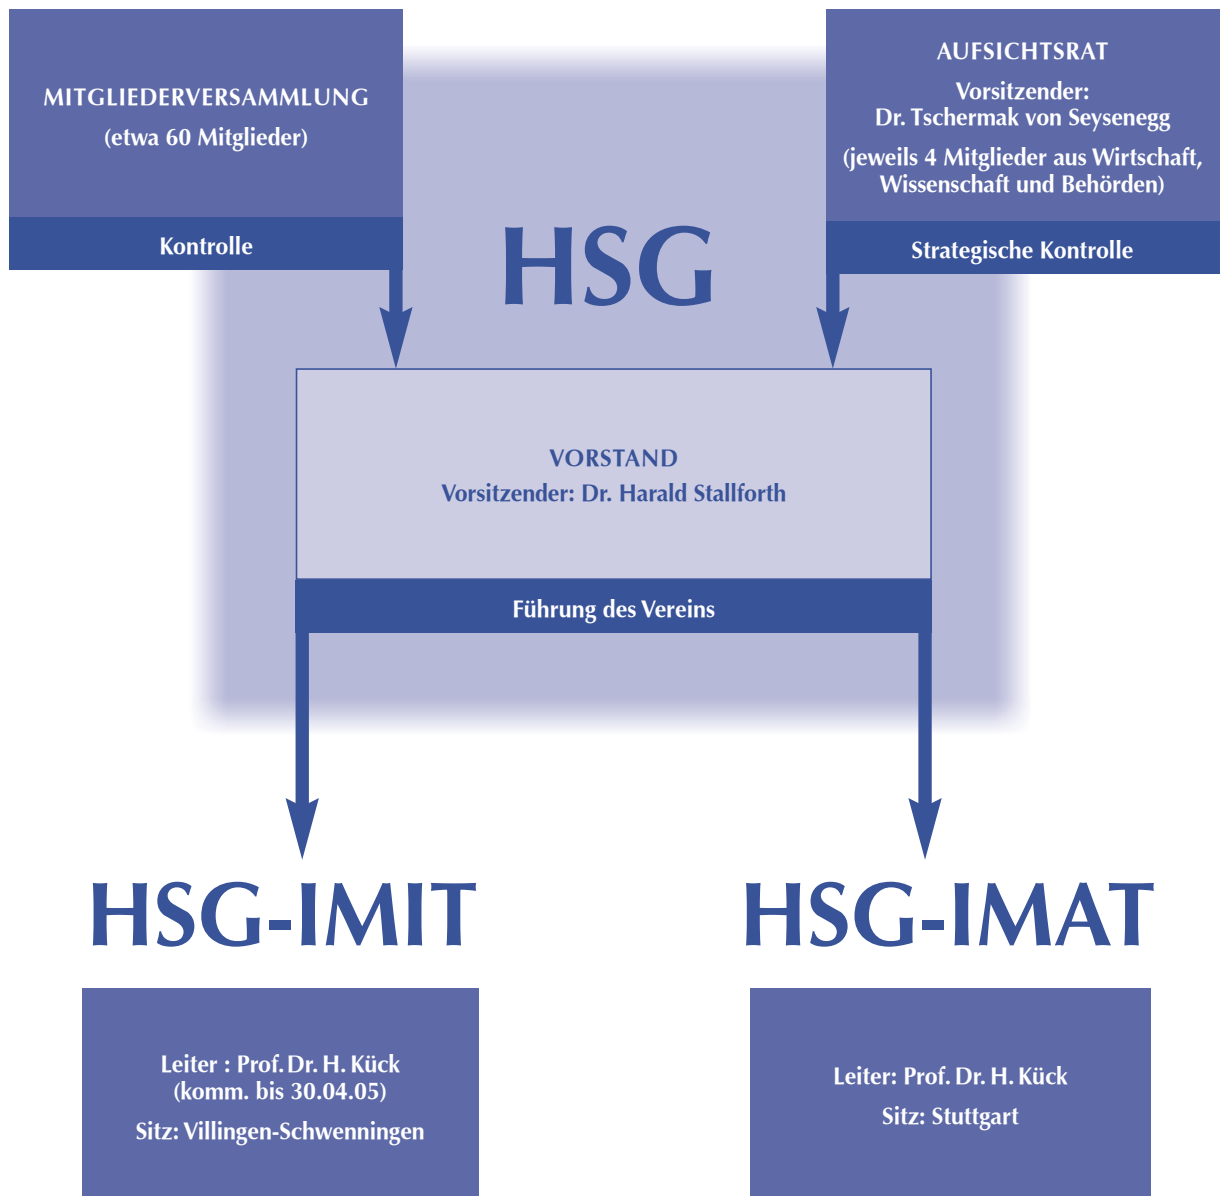 MITGLIEDERVERSAMMLUNG
(etwa 60 Mitglieder)
Kontrolle
AUFSICHTSRAT
Vorsitzender:
Dr. Tschermak von Seysenegg
(jeweils 4 Mitglieder aus Wirtschaft,
Wissenschaft und Behörden)
Strategische Kontrolle
HSG
VORSTAND
Vorsitzender: Dr. Harald Stallforth
Führung des Vereins
HSG-IMIT
Leiter : Prof. Dr. H. Kück
(komm. bis 30.04.05)
Sitz: Villingen-Schwenningen
HSG-IMAT
Leiter: Prof. Dr. H. Kück
Sitz: Stuttgart